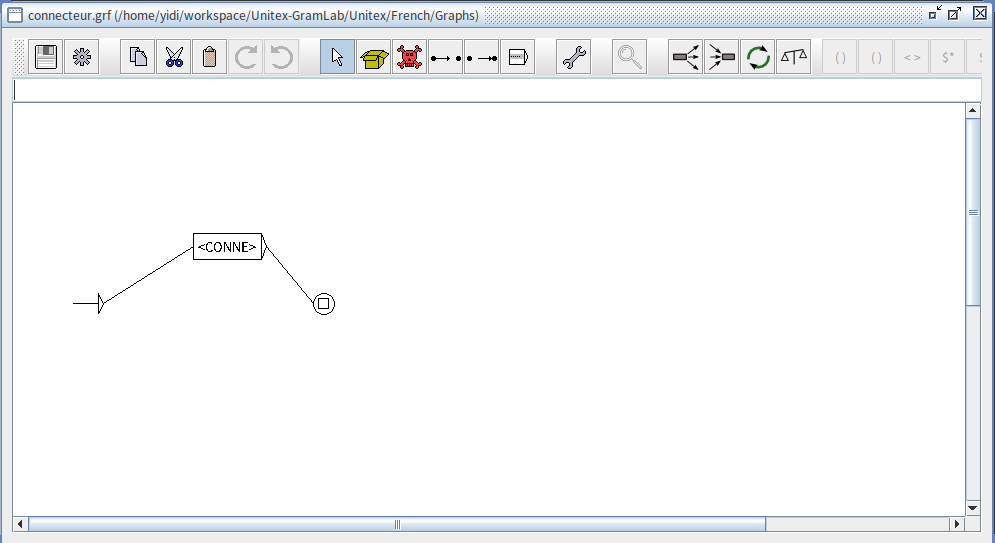 connecteur.grf (/home/yidi/workspace/Unitex-GramLab/Unitex/French/Graphs)
() () <> $*
<CONNE>